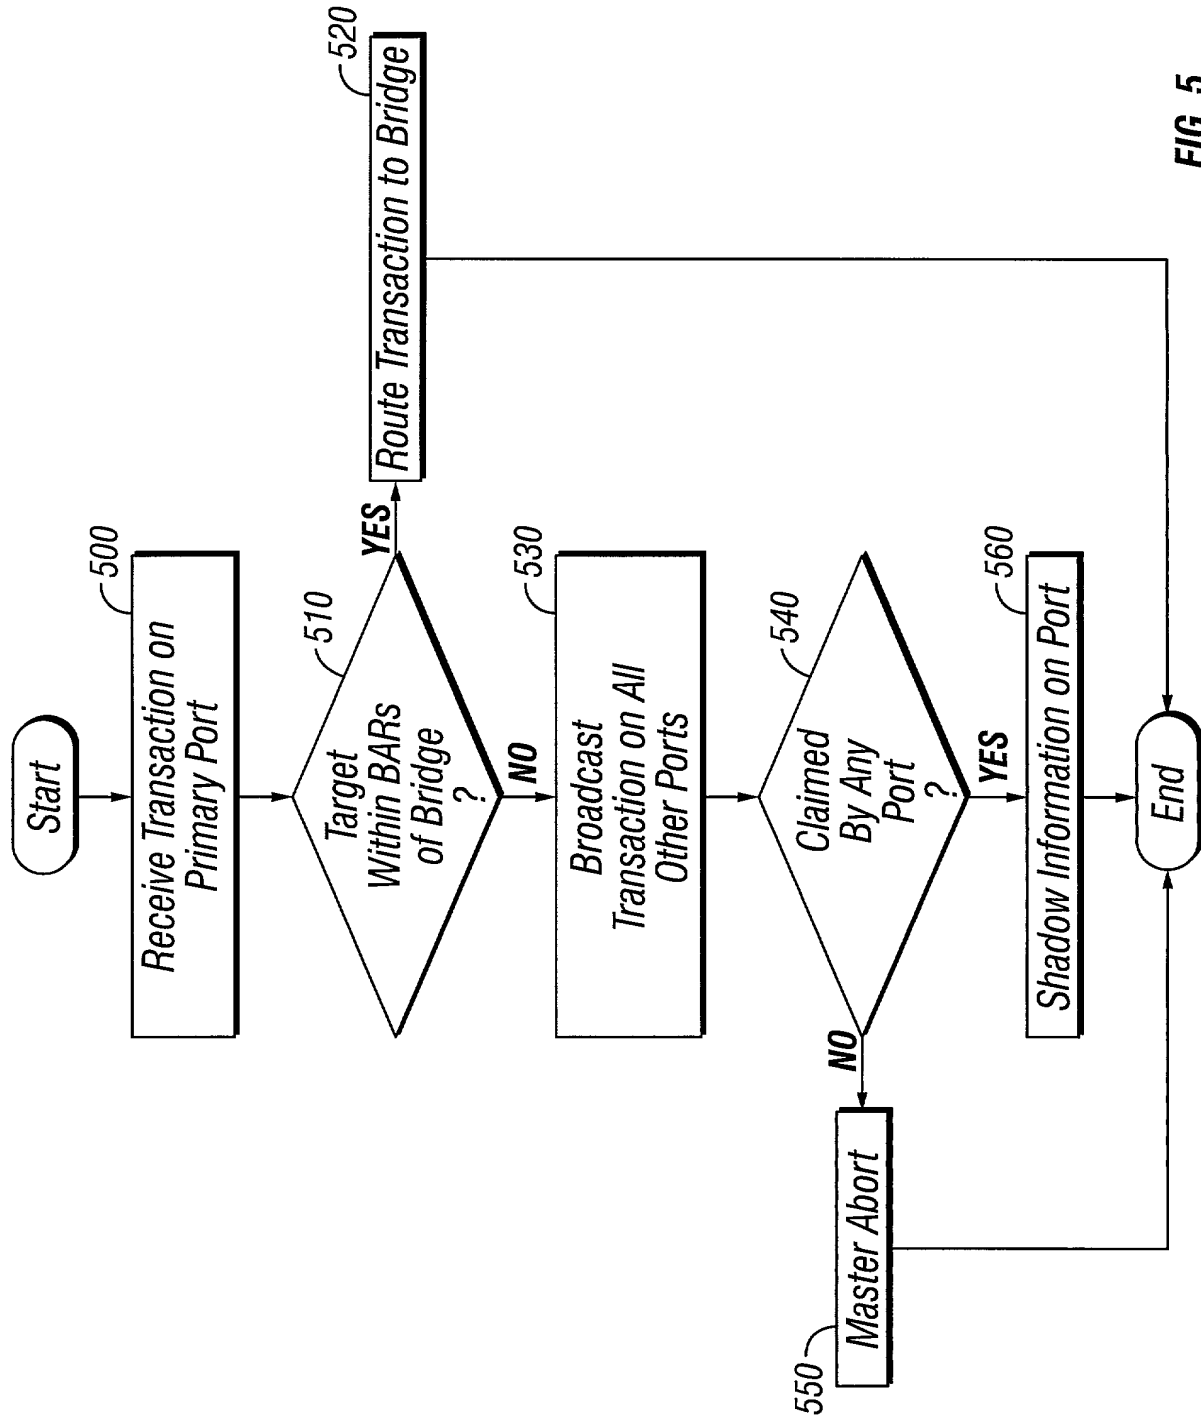 Start
500
Receive Transaction on
Primary Port
510
Target
Within BARs
of Bridge
?
YES
520
Route Transaction to Bridge
NO
530
Broadcast
Transaction on All
Other Ports
540
Claimed
By Any
Port
?
NO
550
Master Abort
YES
560
Shadow Information on Port
End
FIG. 5